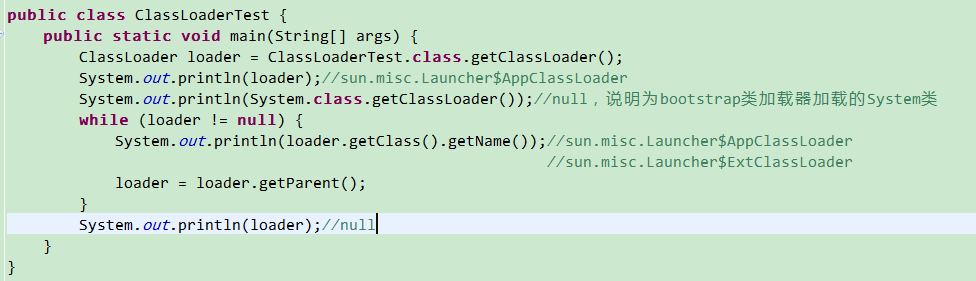 public class ClassLoaderTest {
    public static void main(String[] args) {
        ClassLoader loader = ClassLoaderTest.class.getClassLoader();
        System.out.println(loader);//sun.misc.Launcher$AppClassLoader
        System.out.println(System.class.getClassLoader());//null，说明为bootstrap类加载器加载的System类
        while (loader != null) {
            System.out.println(loader.getClass().getName());//sun.misc.Launcher$AppClassLoader
                                                            //sun.misc.Launcher$ExtClassLoader
            loader = loader.getParent();
        }
        System.out.println(loader);//null
    }
}